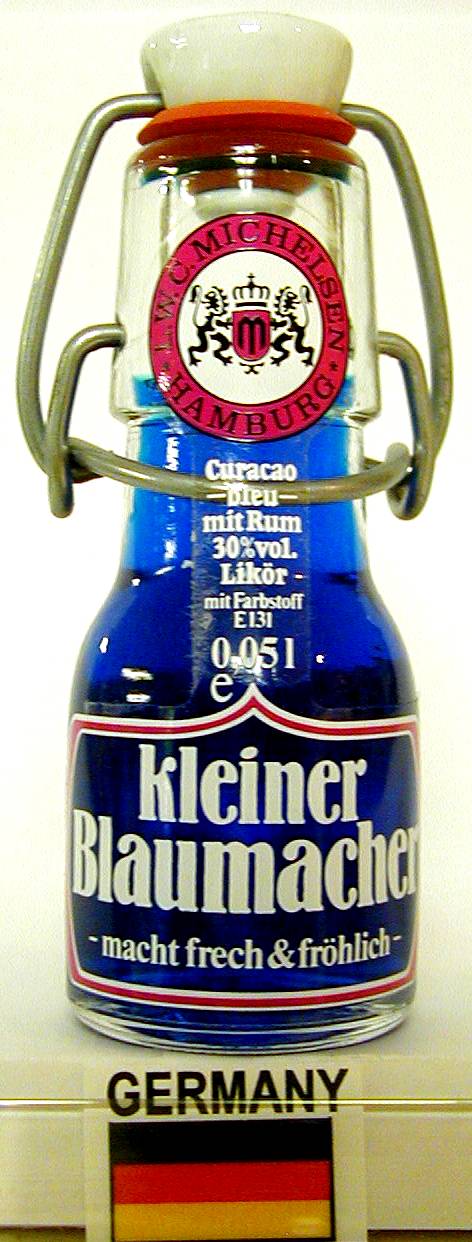 I.W.C. MICHELSEN
* HAMBURG *
m
Curacao
-bleu-
mit Rum
30%vol.
Likör
mit Farbstoff
E131
0,05 l
e
kleiner
Blaumacher
- macht frech & fröhlich -
GERMANY